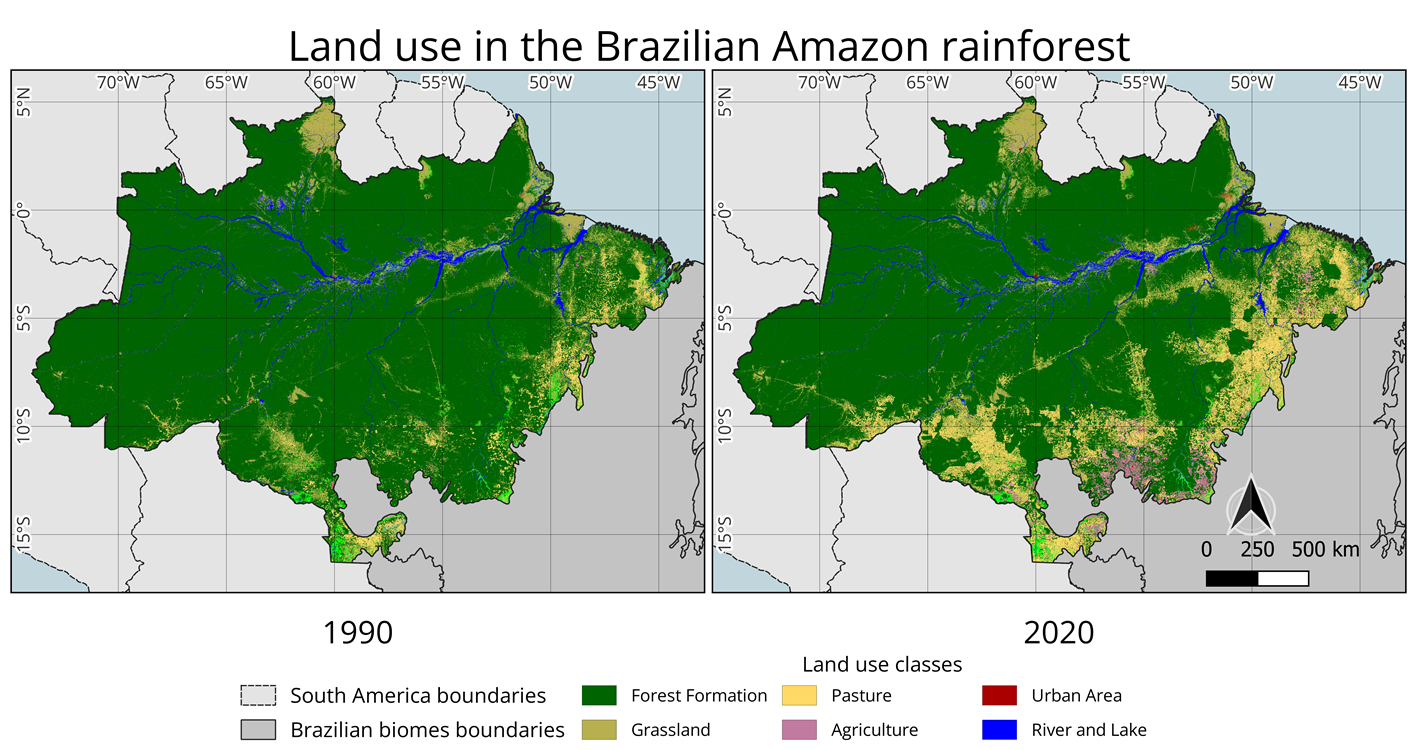 Land use in the Brazilian Amazon rainforest
70°W 65°W 60°W 55°W 50°W 45°W
5°N
0°
5°S
10°S
15°S
70°W 65°W 60°W 55°W 50°W 45°W
5°N
0°
5°S
10°S
15°S
0 250 500 km
1990
2020
Land use classes
South America boundaries
Forest Formation
Pasture
Urban Area
Brazilian biomes boundaries
Grassland
Agriculture
River and Lake